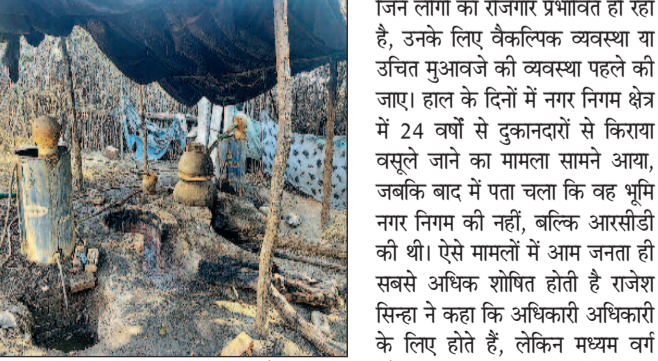 जिन लोगों का रोजगार प्रभावित हो रहा
है, उनके लिए वैकल्पिक व्यवस्था या
उचित मुआवजे की व्यवस्था पहले की
जाए। हाल के दिनों में नगर निगम क्षेत्र
में 24 वर्षों से दुकानदारों से किराया
वसूले जाने का मामला सामने आया,
जबकि बाद में पता चला कि वह भूमि
नगर निगम की नहीं, बल्कि आरसीडी
की थी। ऐसे मामलों में आम जनता ही
सबसे अधिक शोषित होती है राजेश
सिन्हा ने कहा कि अधिकारी अधिकारी
के लिए होते हैं, लेकिन मध्यम वर्ग